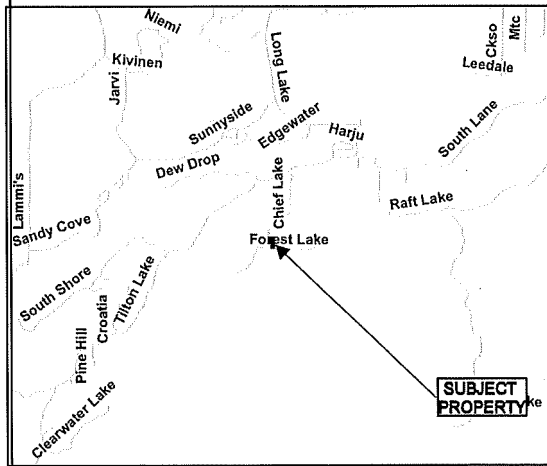 Niemi
Kivinen
Jarvi
Long Lake
Ckso
Mtc
Leedale
Sunnyside
Edgewater
Harju
South Lane
Dew Drop
Chief Lake
Raft Lake
Lammi's
Sandy Cove
Forest Lake
South Shore
Croatia
Tilton Lake
Pine Hill
Clearwater Lake
SUBJECT
PROPERTY